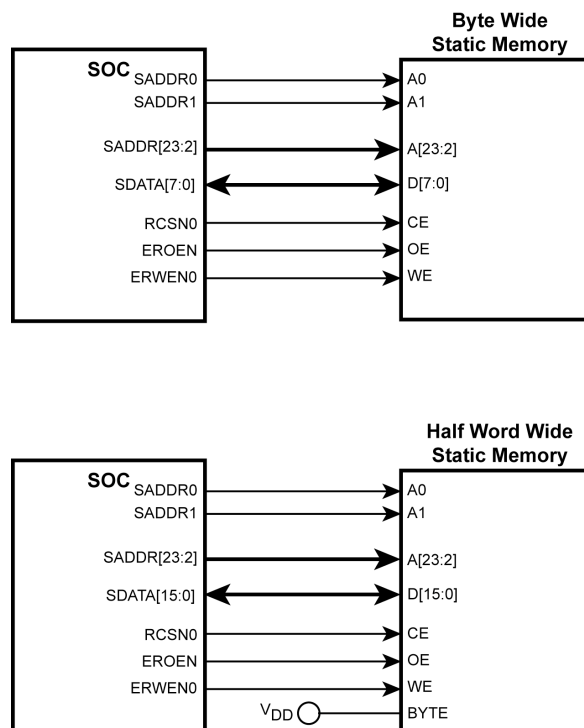 Byte Wide
Static Memory
SOC
SADDR0
A0
SADDR1
A1
SADDR[23:2]
A[23:2]
SDATA[7:0]
D[7:0]
RCSN0
CE
EROEN
OE
ERWEN0
WE
Half Word Wide
Static Memory
SOC
SADDR0
A0
SADDR1
A1
SADDR[23:2]
A[23:2]
SDATA[15:0]
D[15:0]
RCSN0
CE
EROEN
OE
ERWEN0
WE
VDD
BYTE